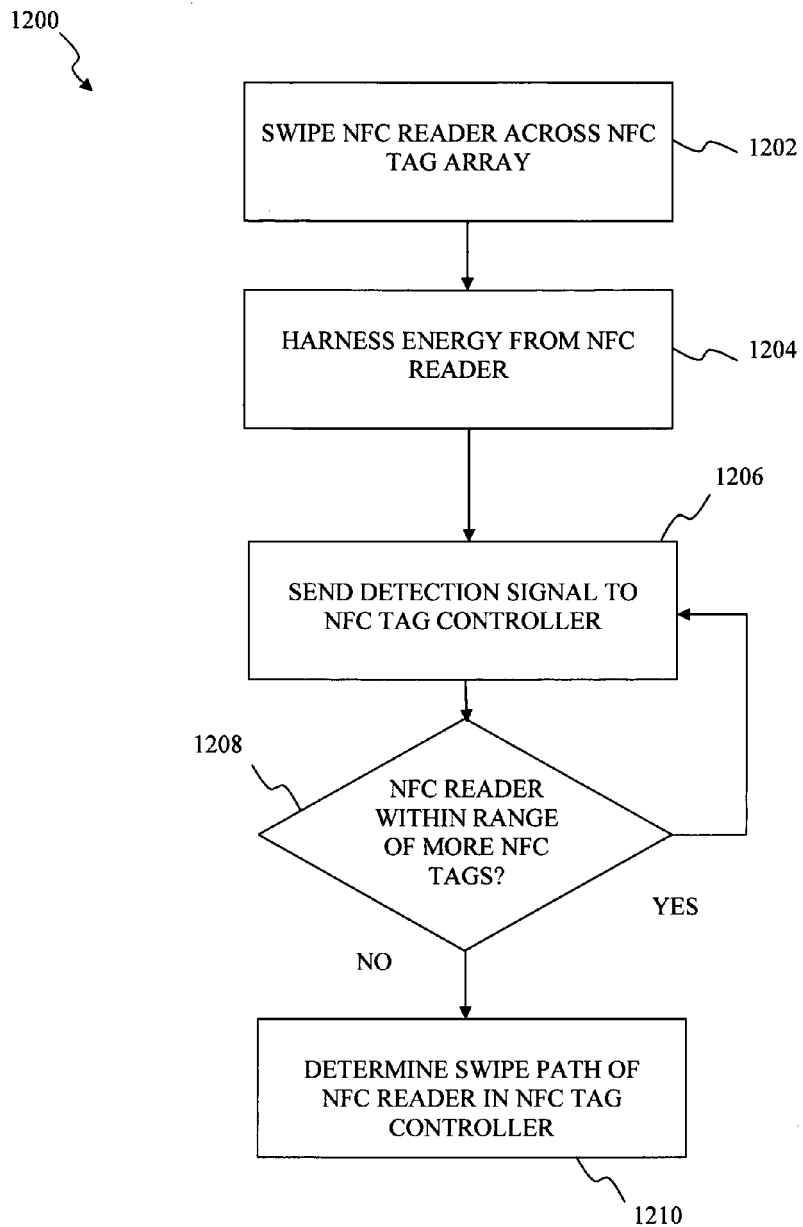 1200
SWIPE NFC READER ACROSS NFC
TAG ARRAY
1202
HARNESS ENERGY FROM NFC
READER
1204
1206
SEND DETECTION SIGNAL TO
NFC TAG CONTROLLER
1208
NFC READER
WITHIN RANGE
OF MORE NFC
TAGS?
YES
NO
DETERMINE SWIPE PATH OF
NFC READER IN NFC TAG
CONTROLLER
1210